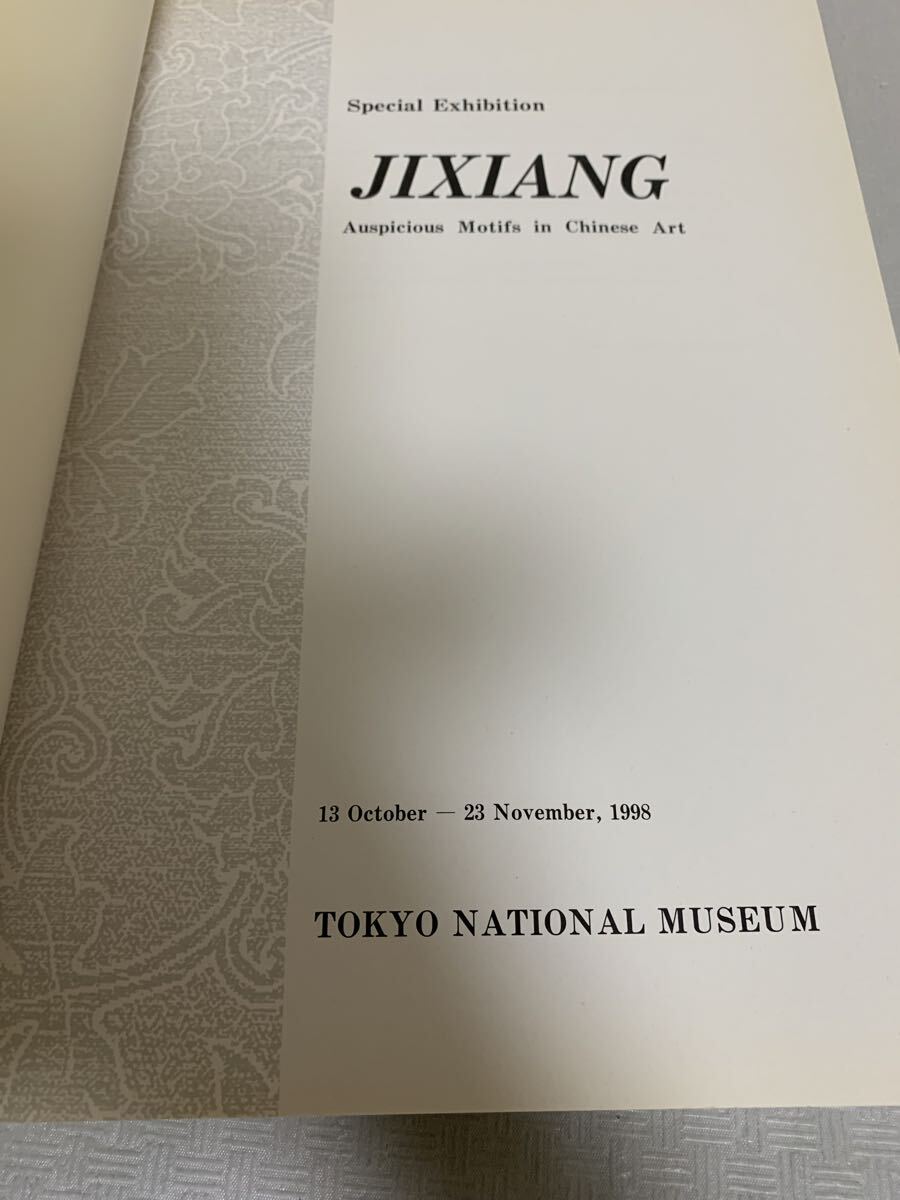 Special Exhibition
JIXIANG
Auspicious Motifs in Chinese Art
13 October — 23 November, 1998
TOKYO NATIONAL MUSEUM